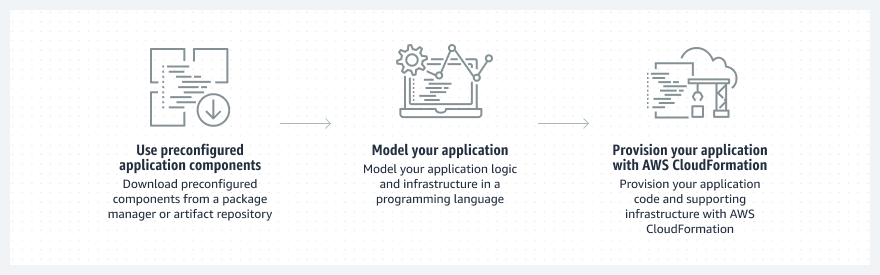 Use preconfigured
application components
Download preconfigured
components from a package
manager or artifact repository
Model your application
Model your application logic
and infrastructure in a
programming language
Provision your application
with AWS CloudFormation
Provision your application
code and supporting
infrastructure with AWS
CloudFormation